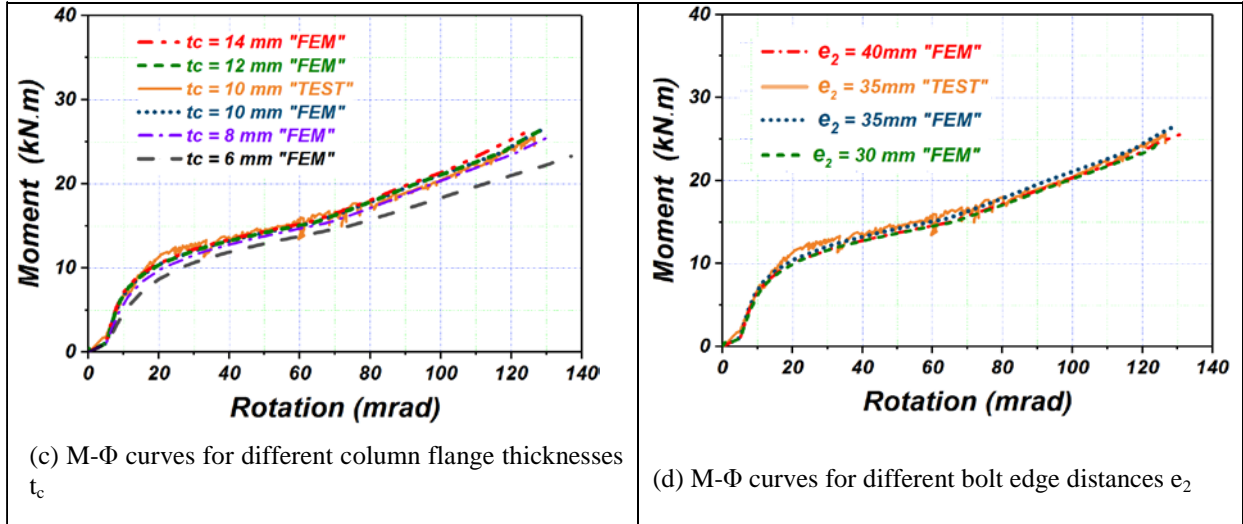 40
30
20
10
0
Moment (kN.m)
tc = 14 mm "FEM"
tc = 12 mm "FEM"
tc = 10 mm "TEST"
tc = 10 mm "FEM"
tc = 8 mm "FEM"
tc = 6 mm "FEM"
0 20 40 60 80 100 120 140
Rotation (mrad)
(c) M-Φ curves for different column flange thicknesses
tc
40
30
20
10
0
Moment (kN.m)
e2 = 40mm "FEM"
e2 = 35mm "TEST"
e2 = 35mm "FEM"
e2 = 30 mm "FEM"
0 20 40 60 80 100 120 140
Rotation (mrad)
(d) M-Φ curves for different bolt edge distances e2